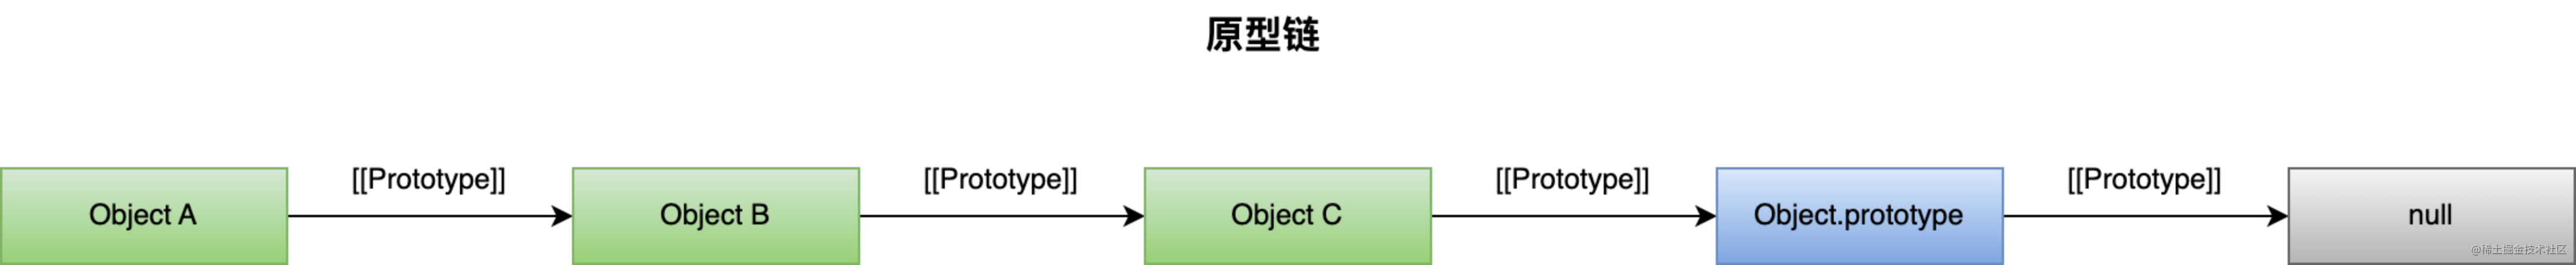 原型链
[[Prototype]] [[Prototype]] [[Prototype]] [[Prototype]]
Object A Object B Object C Object.prototype null
@稀土掘金技术社区